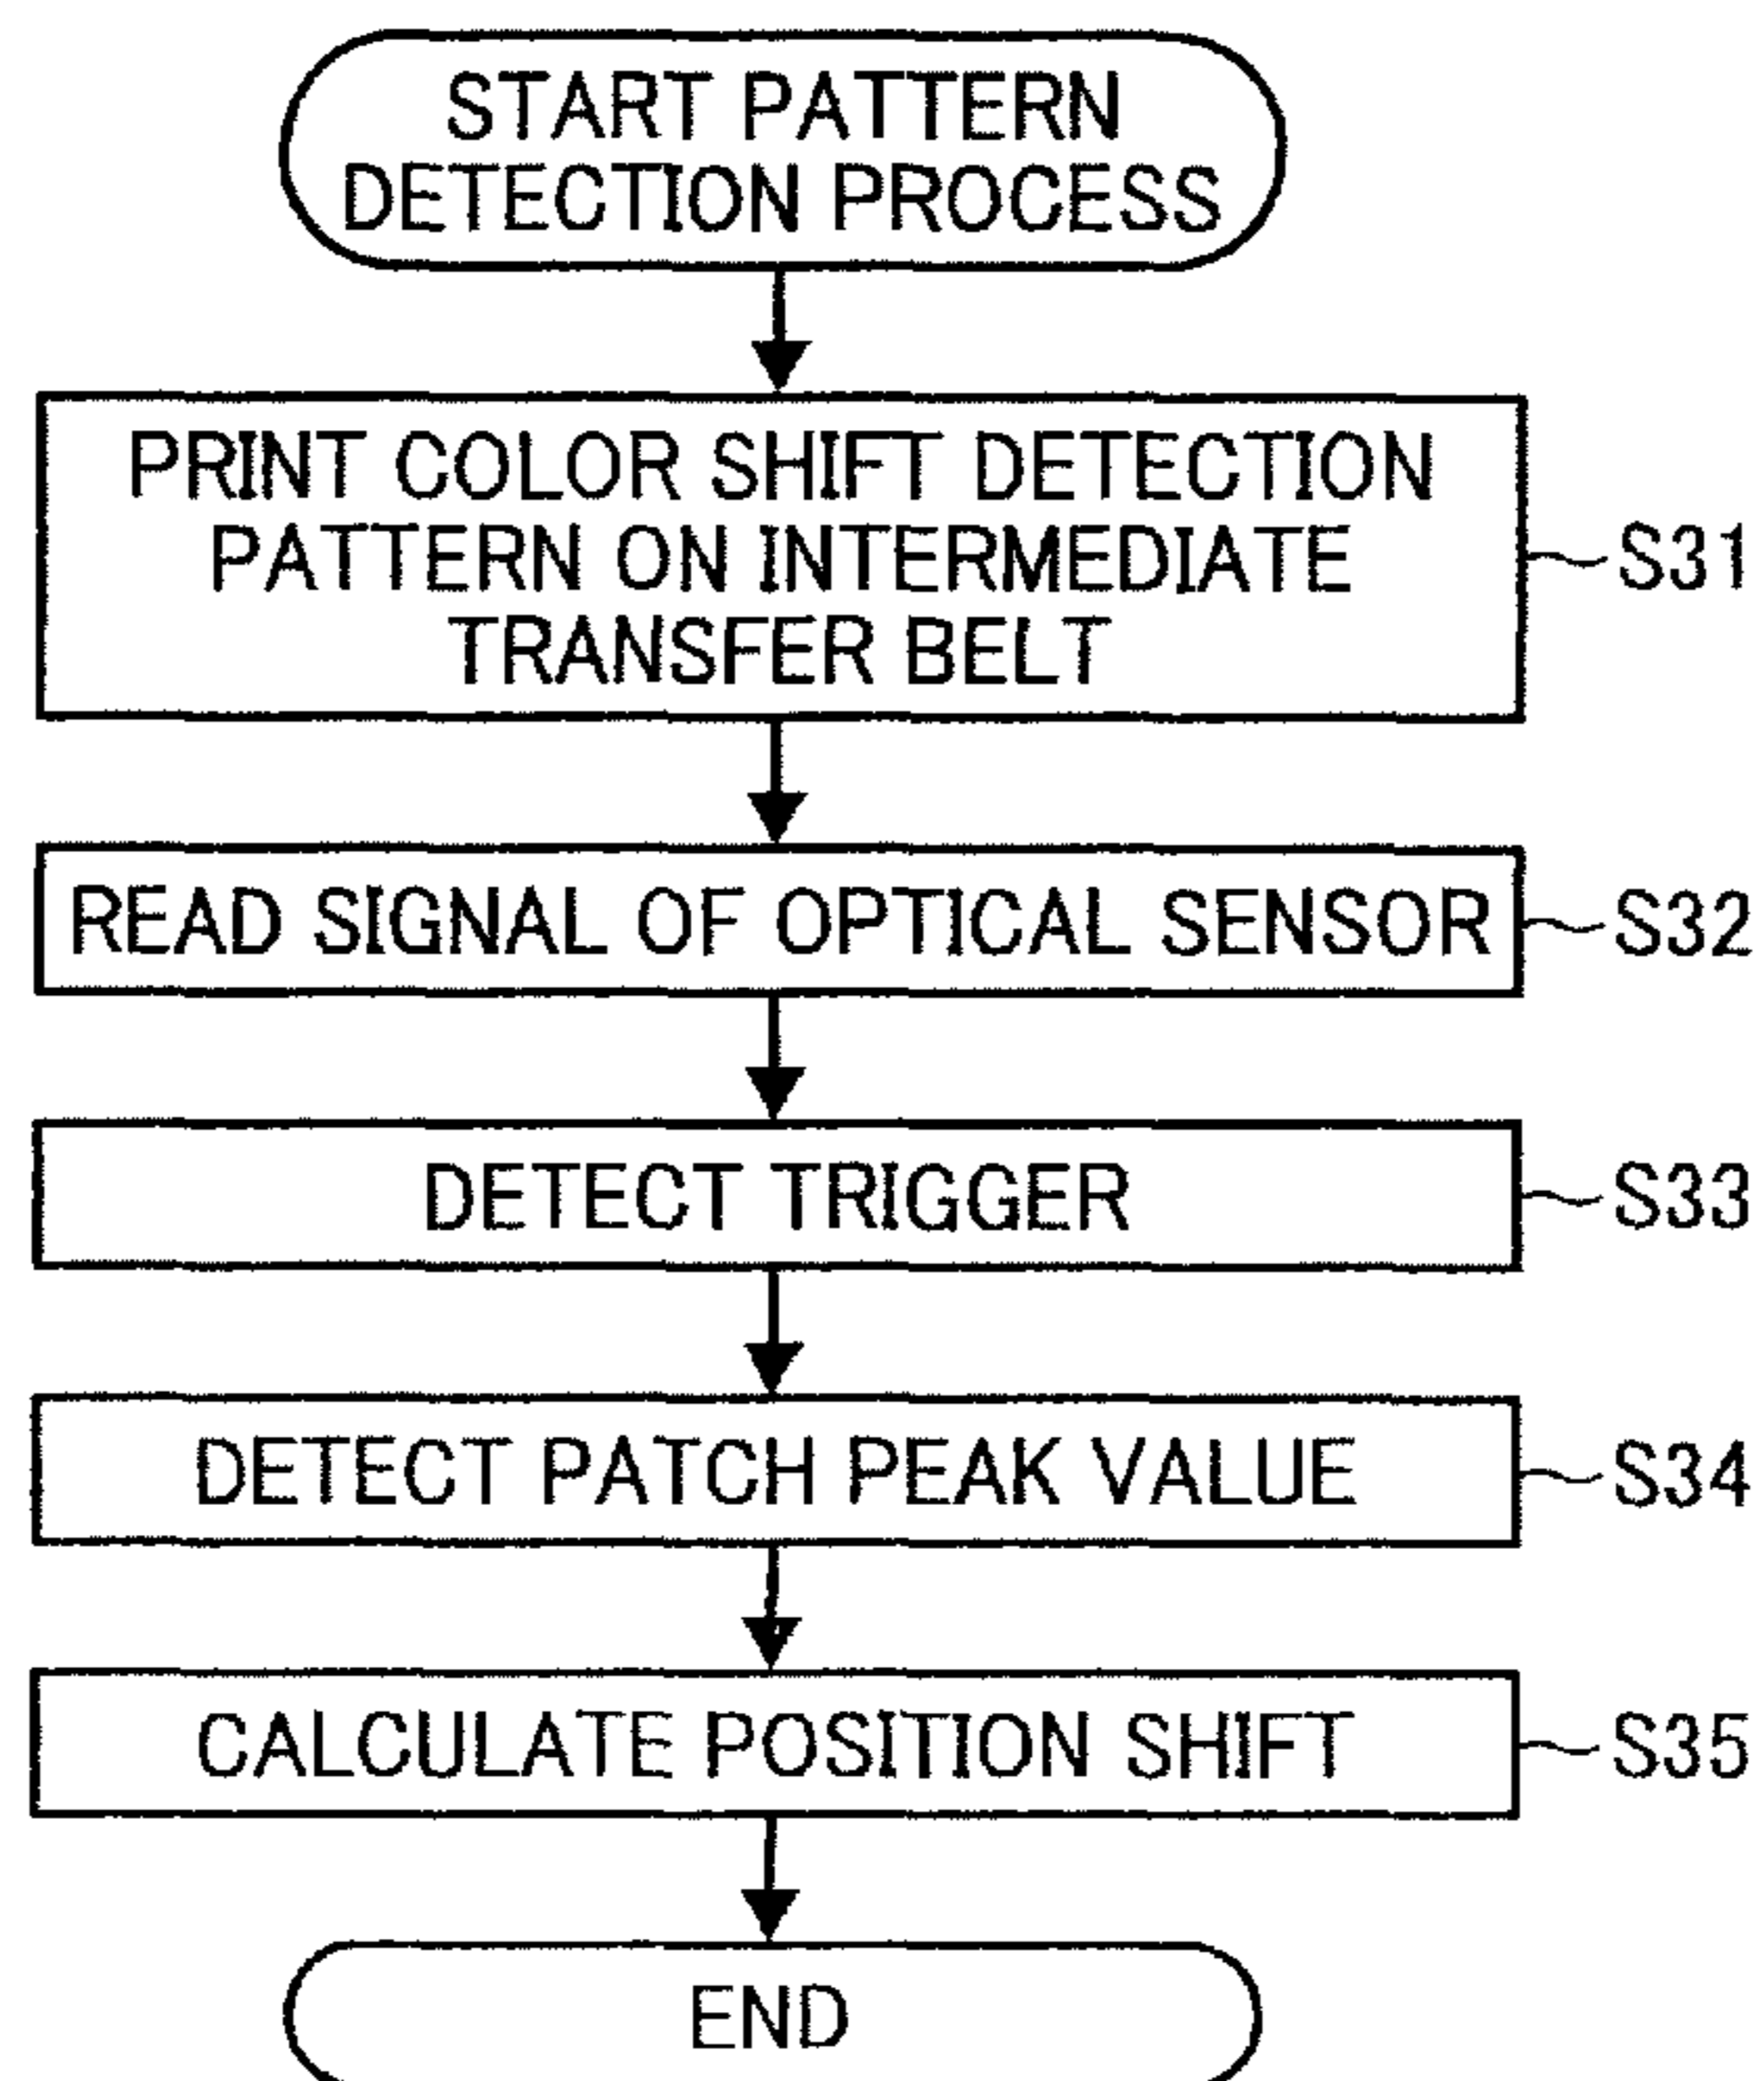 START PATTERN
DETECTION PROCESS
PRINT COLOR SHIFT DETECTION
PATTERN ON INTERMEDIATE
TRANSFER BELT
S31
READ SIGNAL OF OPTICAL SENSOR
S32
DETECT TRIGGER
S33
DETECT PATCH PEAK VALUE
S34
CALCULATE POSITION SHIFT
S35
END